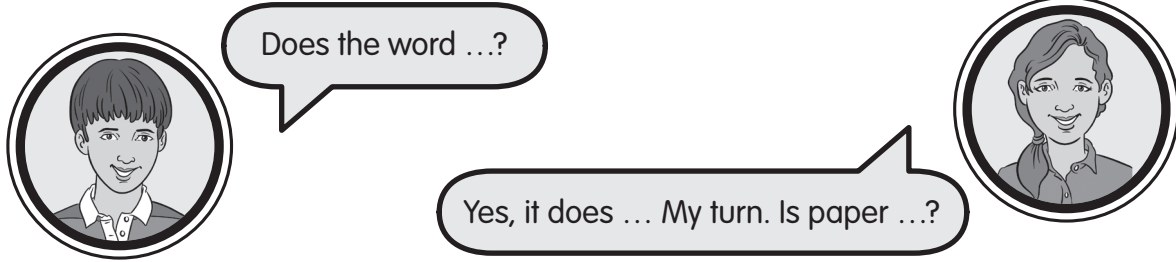 Does the word …?
Yes, it does … My turn. Is paper …?